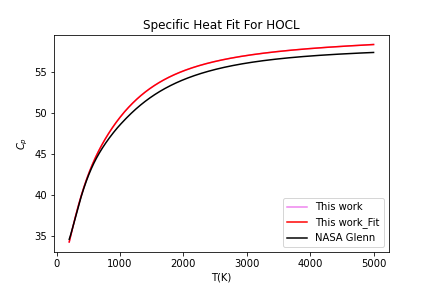 Specific Heat Fit For HOCL
55
50
45
40
35
C_p
This work
This work_Fit
NASA Glenn
0 1000 2000 3000 4000 5000
T(K)